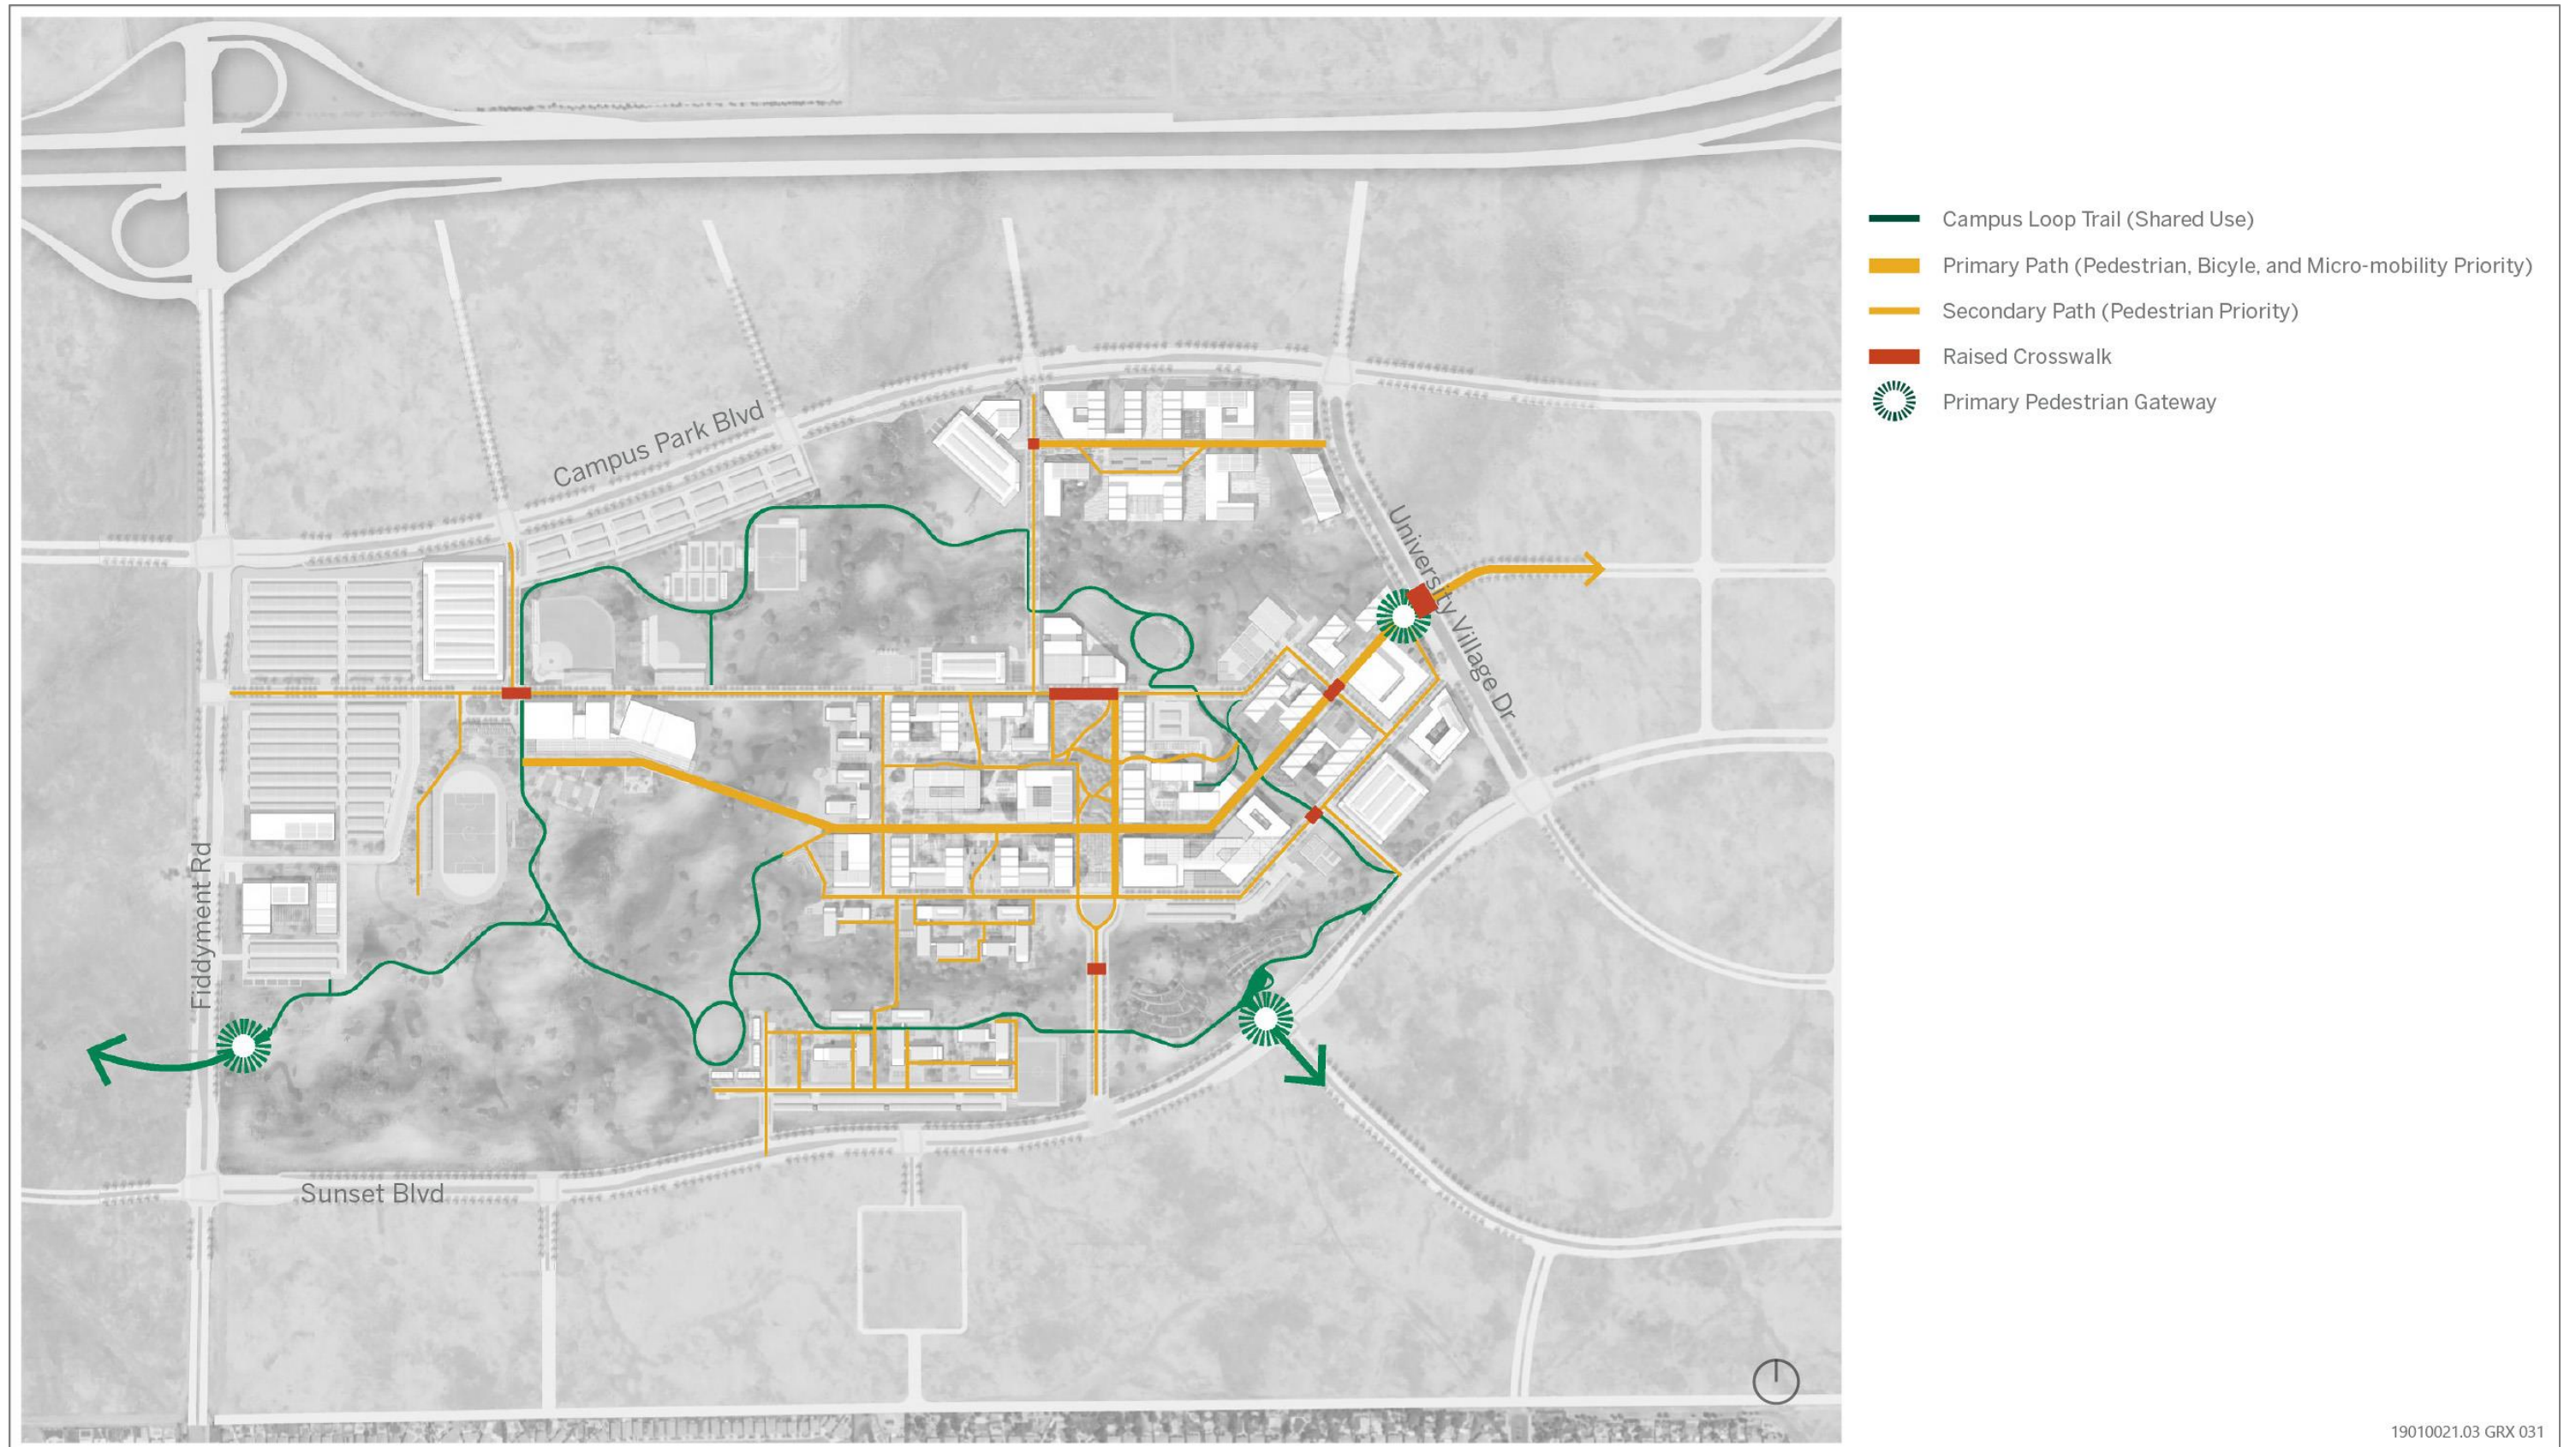 Campus Loop Trail (Shared Use)
Primary Path (Pedestrian, Bicyle, and Micro-mobility Priority)
Secondary Path (Pedestrian Priority)
Raised Crosswalk
Primary Pedestrian Gateway
Campus Park Blvd
University Village Dr
Fiddyment Rd
Sunset Blvd
19010021.03 GRX 031